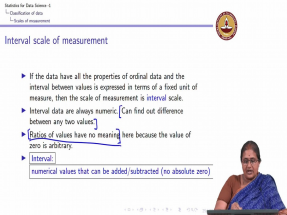 Statistics for Data Science -1
Classification of data
Scales of measurement
Interval scale of measurement
▶ If the data have all the properties of ordinal data and the
interval between values is expressed in terms of a fixed unit of
measure, then the scale of measurement is interval scale.
▶ Interval data are always numeric. Can find out difference
between any two values.
▶ Ratios of values have no meaning here because the value of
zero is arbitrary.
▶ Interval:
numerical values that can be added/subtracted (no absolute zero)